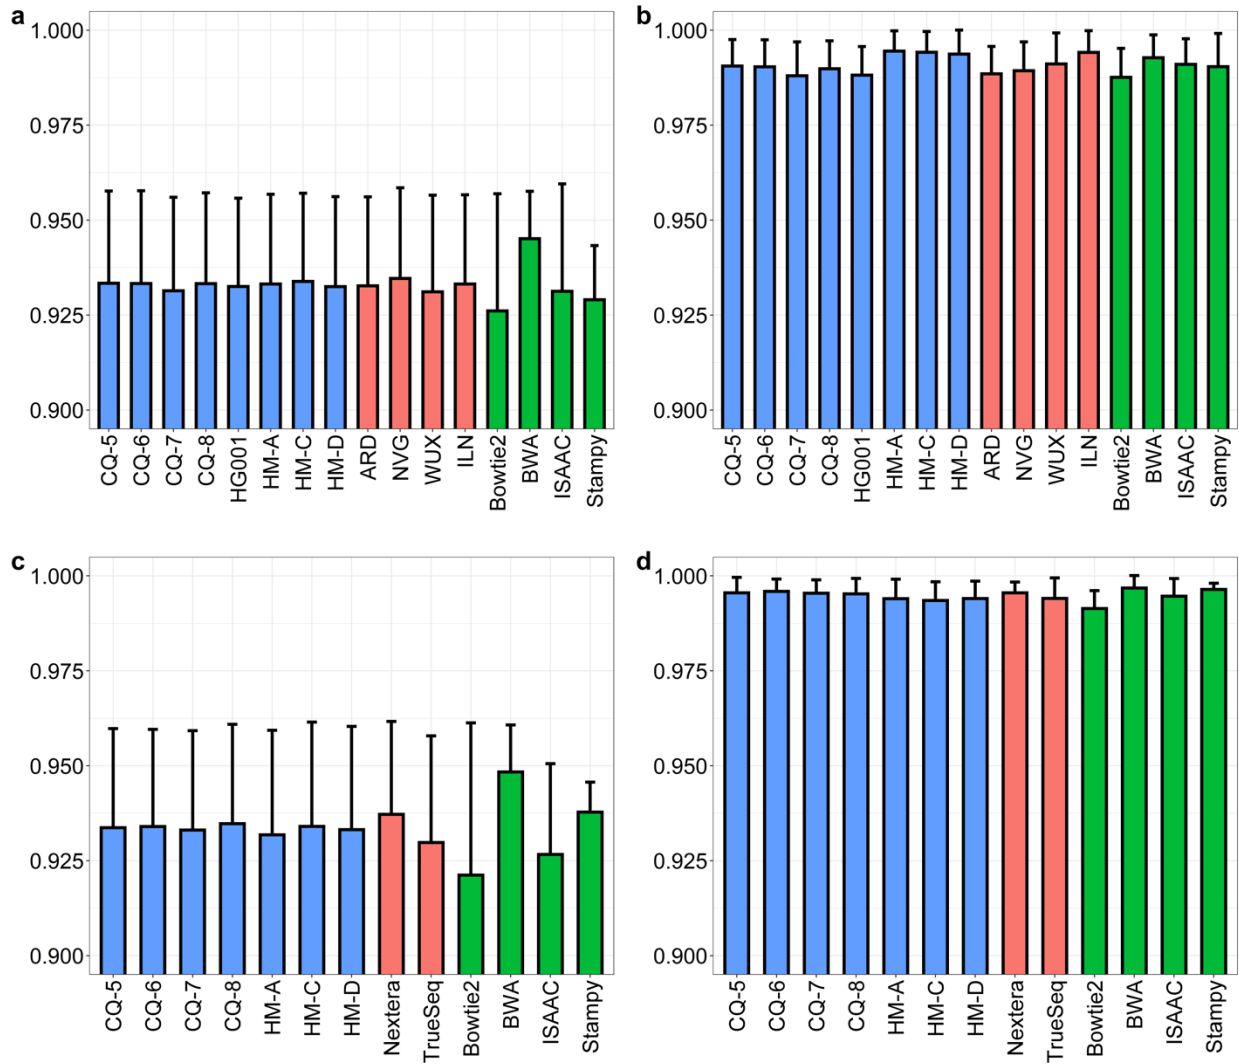 a
1.000
0.975
0.950
0.925
0.900
CQ-5
CQ-6
CQ-7
CQ-8
HG001
HM-A
HM-C
HM-D
ARD
NVG
WUX
ILN
Bowtie2
BWA
ISAAC
Stampy
b
1.000
0.975
0.950
0.925
0.900
CQ-5
CQ-6
CQ-7
CQ-8
HG001
HM-A
HM-C
HM-D
ARD
NVG
WUX
ILN
Bowtie2
BWA
ISAAC
Stampy
c
1.000
0.975
0.950
0.925
0.900
CQ-5
CQ-6
CQ-7
CQ-8
HM-A
HM-C
HM-D
Nextera
TrueSeq
Bowtie2
BWA
ISAAC
Stampy
d
1.000
0.975
0.950
0.925
0.900
CQ-5
CQ-6
CQ-7
CQ-8
HM-A
HM-C
HM-D
Nextera
TrueSeq
Bowtie2
BWA
ISAAC
Stampy